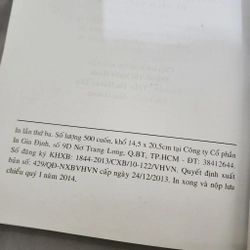 In lần thứ ba. Số lượng 500 cuốn, khổ 14,5 x 20,5cm tại Công ty Cổ phần
In Gia Định, số 9D Nơ Trang Long, Q.BT, TP.HCM - ĐT: 38412644.
Số đăng ký KHXB: 1844-2013/CXB/10-122/VHVN. Quyết định xuất
bản số: 429/QĐ-NXBVHVN cấp ngày 24/12/2013. In xong và nộp lưu
chiểu quý 1 năm 2014.